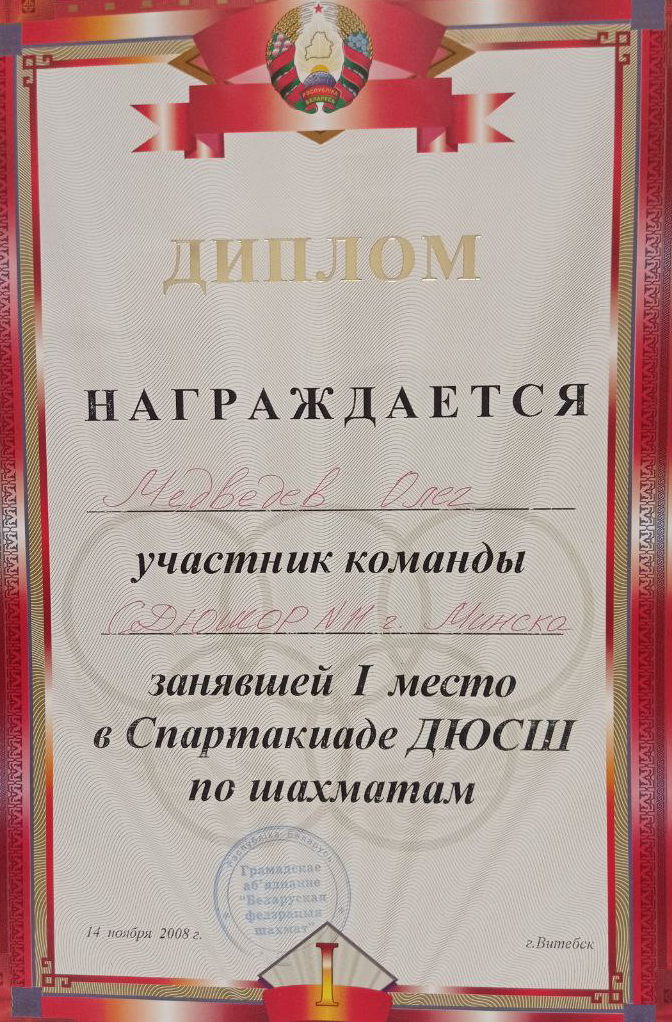 РЭСПУБЛІКА
БЕЛАРУСЬ
ДИПЛОМ
НАГРАЖДАЕТСЯ
Медведев Олег
участник команды
СДЮШОР №11 г. Минска
занявшей I место
в Спартакиаде ДЮСШ
по шахматам
Рэспубліка Беларусь
Грамадскае
аб'яднанне
"Беларуская
федэрацыя
шахмат"
14 ноября 2008 г.
г.Витебск
I